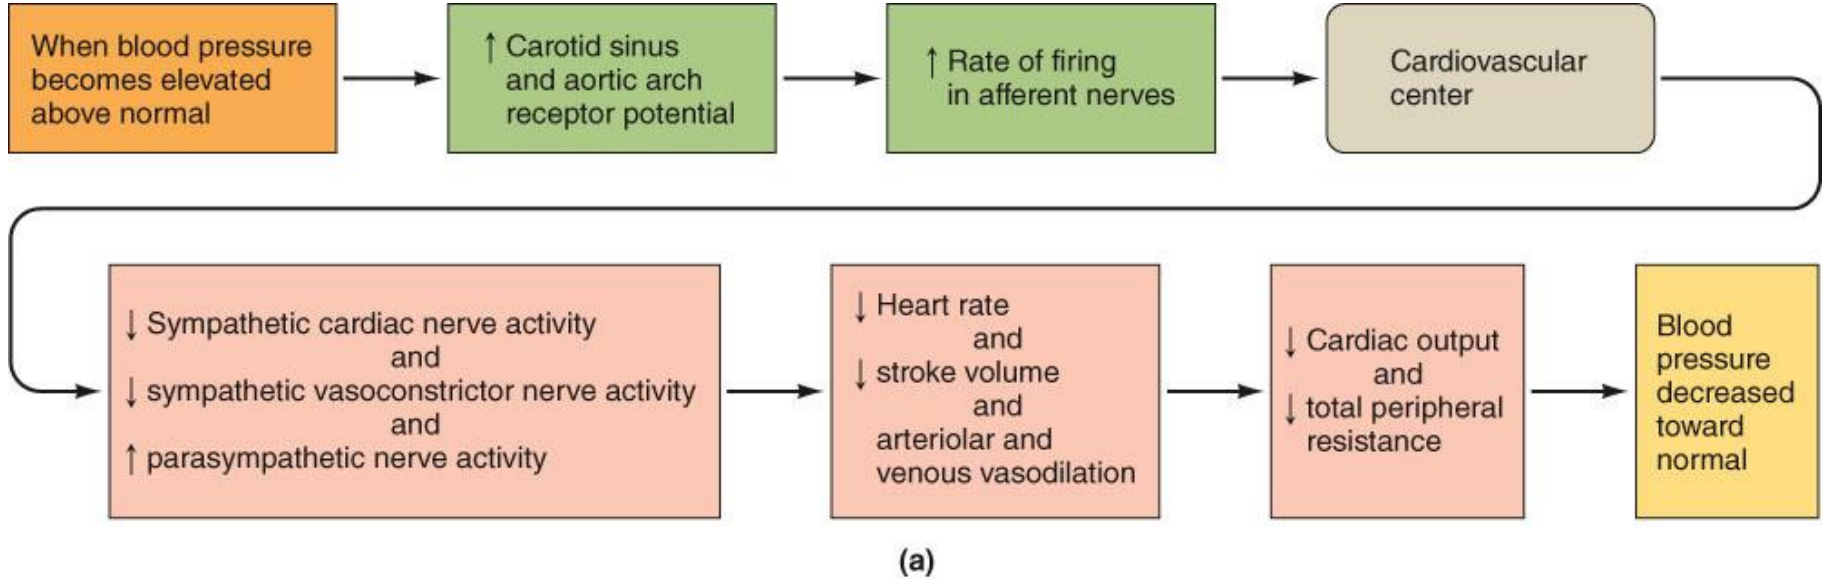 When blood pressure
becomes elevated
above normal
↑ Carotid sinus
and aortic arch
receptor potential
↑ Rate of firing
in afferent nerves
Cardiovascular
center
↓ Sympathetic cardiac nerve activity
and
↓ sympathetic vasoconstrictor nerve activity
and
↑ parasympathetic nerve activity
↓ Heart rate
and
↓ stroke volume
and
arteriolar and
venous vasodilation
↓ Cardiac output
and
↓ total peripheral
resistance
Blood
pressure
decreased
toward
normal
(a)